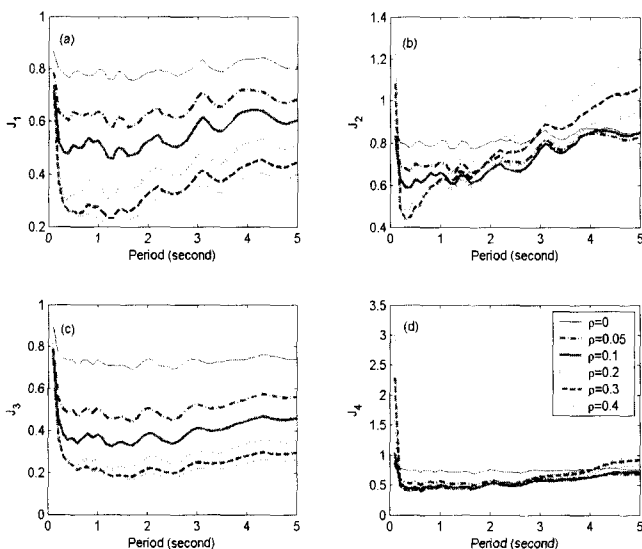 1
0.8
0.6
0.4
0.2
0 1 2 3 4 5
Period (second)
J1
(a)
1.4
1.2
1
0.8
0.6
0.4
0 1 2 3 4 5
Period (second)
J2
(b)
1
0.8
0.6
0.4
0.2
0
0 1 2 3 4 5
Period (second)
J3
(c)
3.5
3
2.5
2
1.5
1
0.5
0
0 1 2 3 4 5
Period (second)
J4
(d)
ρ=0
ρ=0.05
ρ=0.1
ρ=0.2
ρ=0.3
ρ=0.4